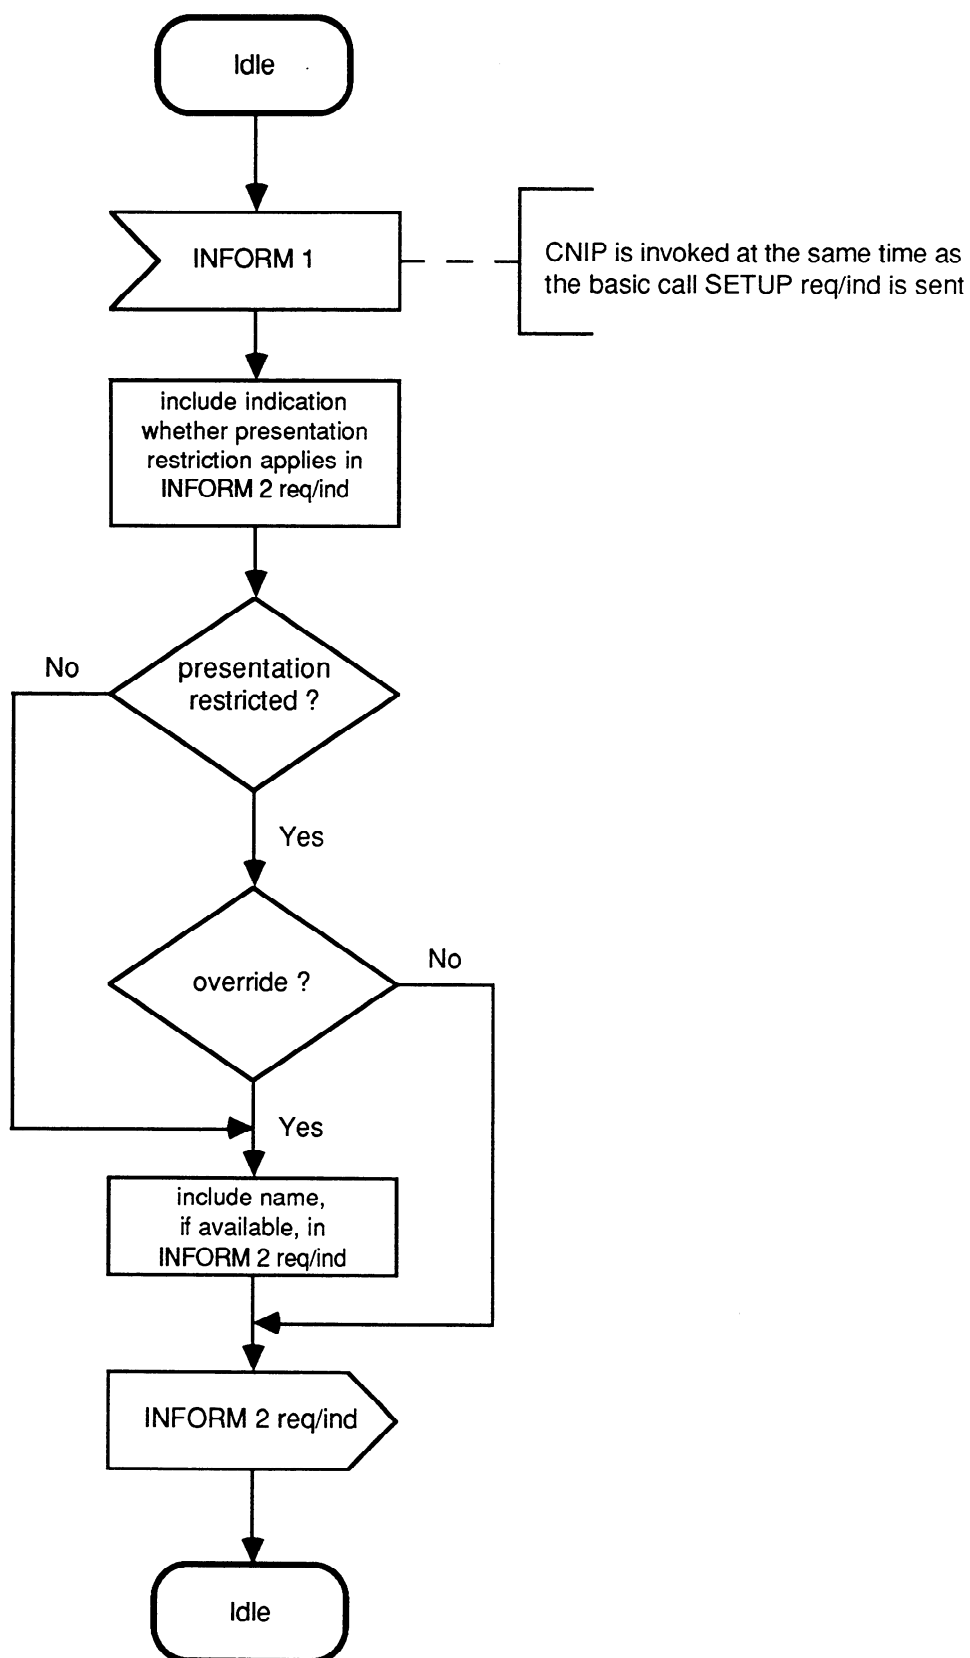 Idle
INFORM 1
CNIP is invoked at the same time as
the basic call SETUP req/ind is sent
include indication
whether presentation
restriction applies in
INFORM 2 req/ind
No
presentation
restricted ?
Yes
override ?
No
Yes
include name,
if available, in
INFORM 2 req/ind
INFORM 2 req/ind
Idle